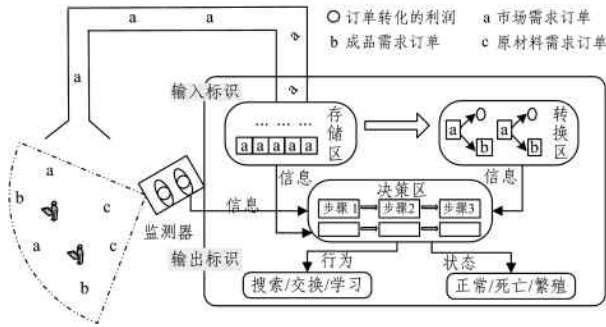 订单转化的利润 a 市场需求订单
b 成品需求订单 c 原材料需求订单
a a
a
a
a
a
输入标识
存储区
… … …
a a a a a
转换区
a a
b b
信息
信息
信息
决策区
步骤1 步骤2 步骤3
监测器
a
b c
a c
b
输出标识
行为
状态
搜索/交换/学习
正常/死亡/繁殖